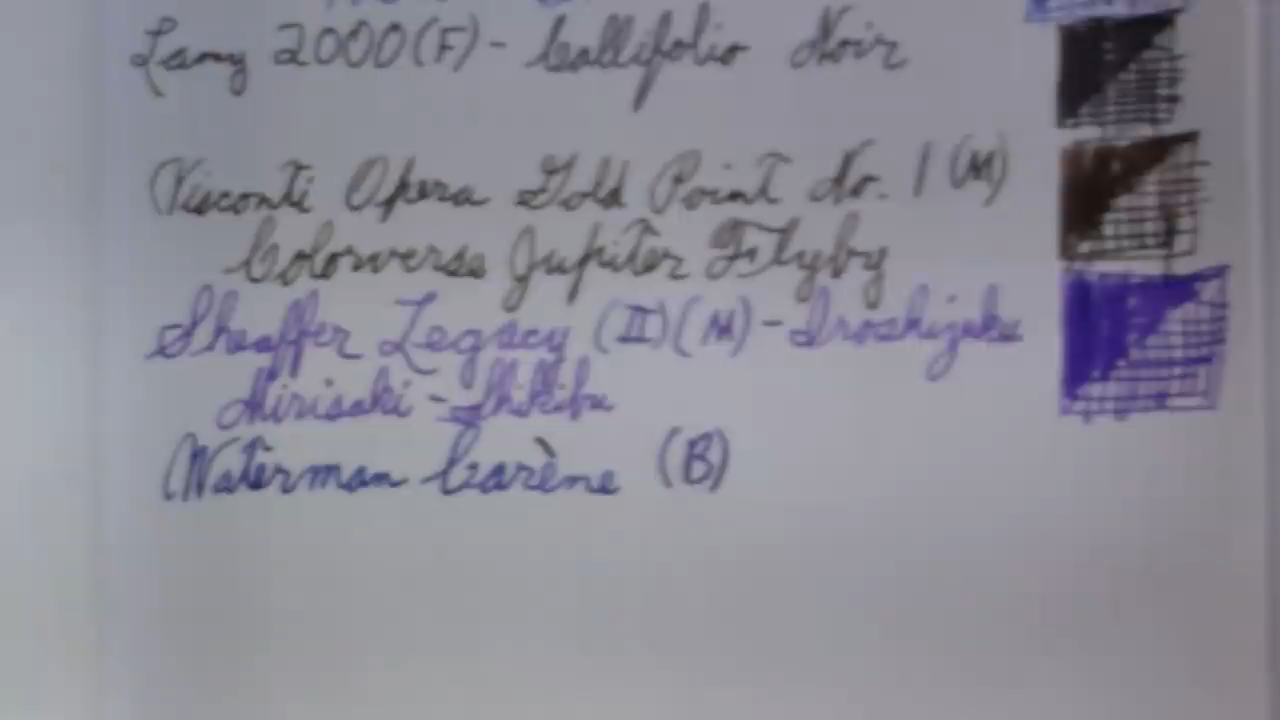 Lamy 2000 (F) - Callifolio Noir
Visconti Opera Gold Point No. 1 (M)
Colorverse Jupiter Flyby
Sheaffer Legacy (II) (M) - Iroshizuku
Mirisaki - Shikibu
Waterman Carène (B)